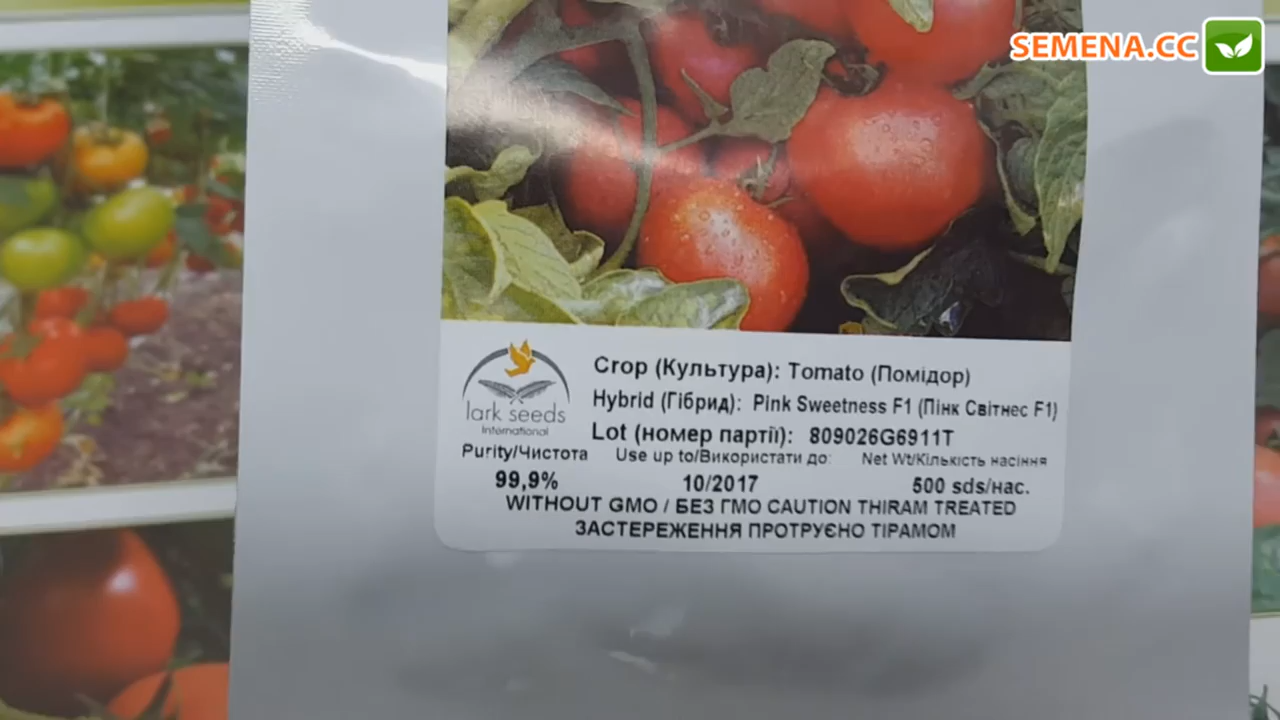 SEMENA.CC
lark seeds
International
Crop (Культура): Tomato (Помідор)
Hybrid (Гібрид): Pink Sweetness F1 (Пінк Світнес F1)
Lot (номер партії): 809026G6911T
Purity/Чистота Use up to/Використати до: Net Wt/Кількість насіння
99,9% 10/2017 500 sds/нас.
WITHOUT GMO / БЕЗ ГМО CAUTION THIRAM TREATED
ЗАСТЕРЕЖЕННЯ ПРОТРУЄНО ТІРАМОМ